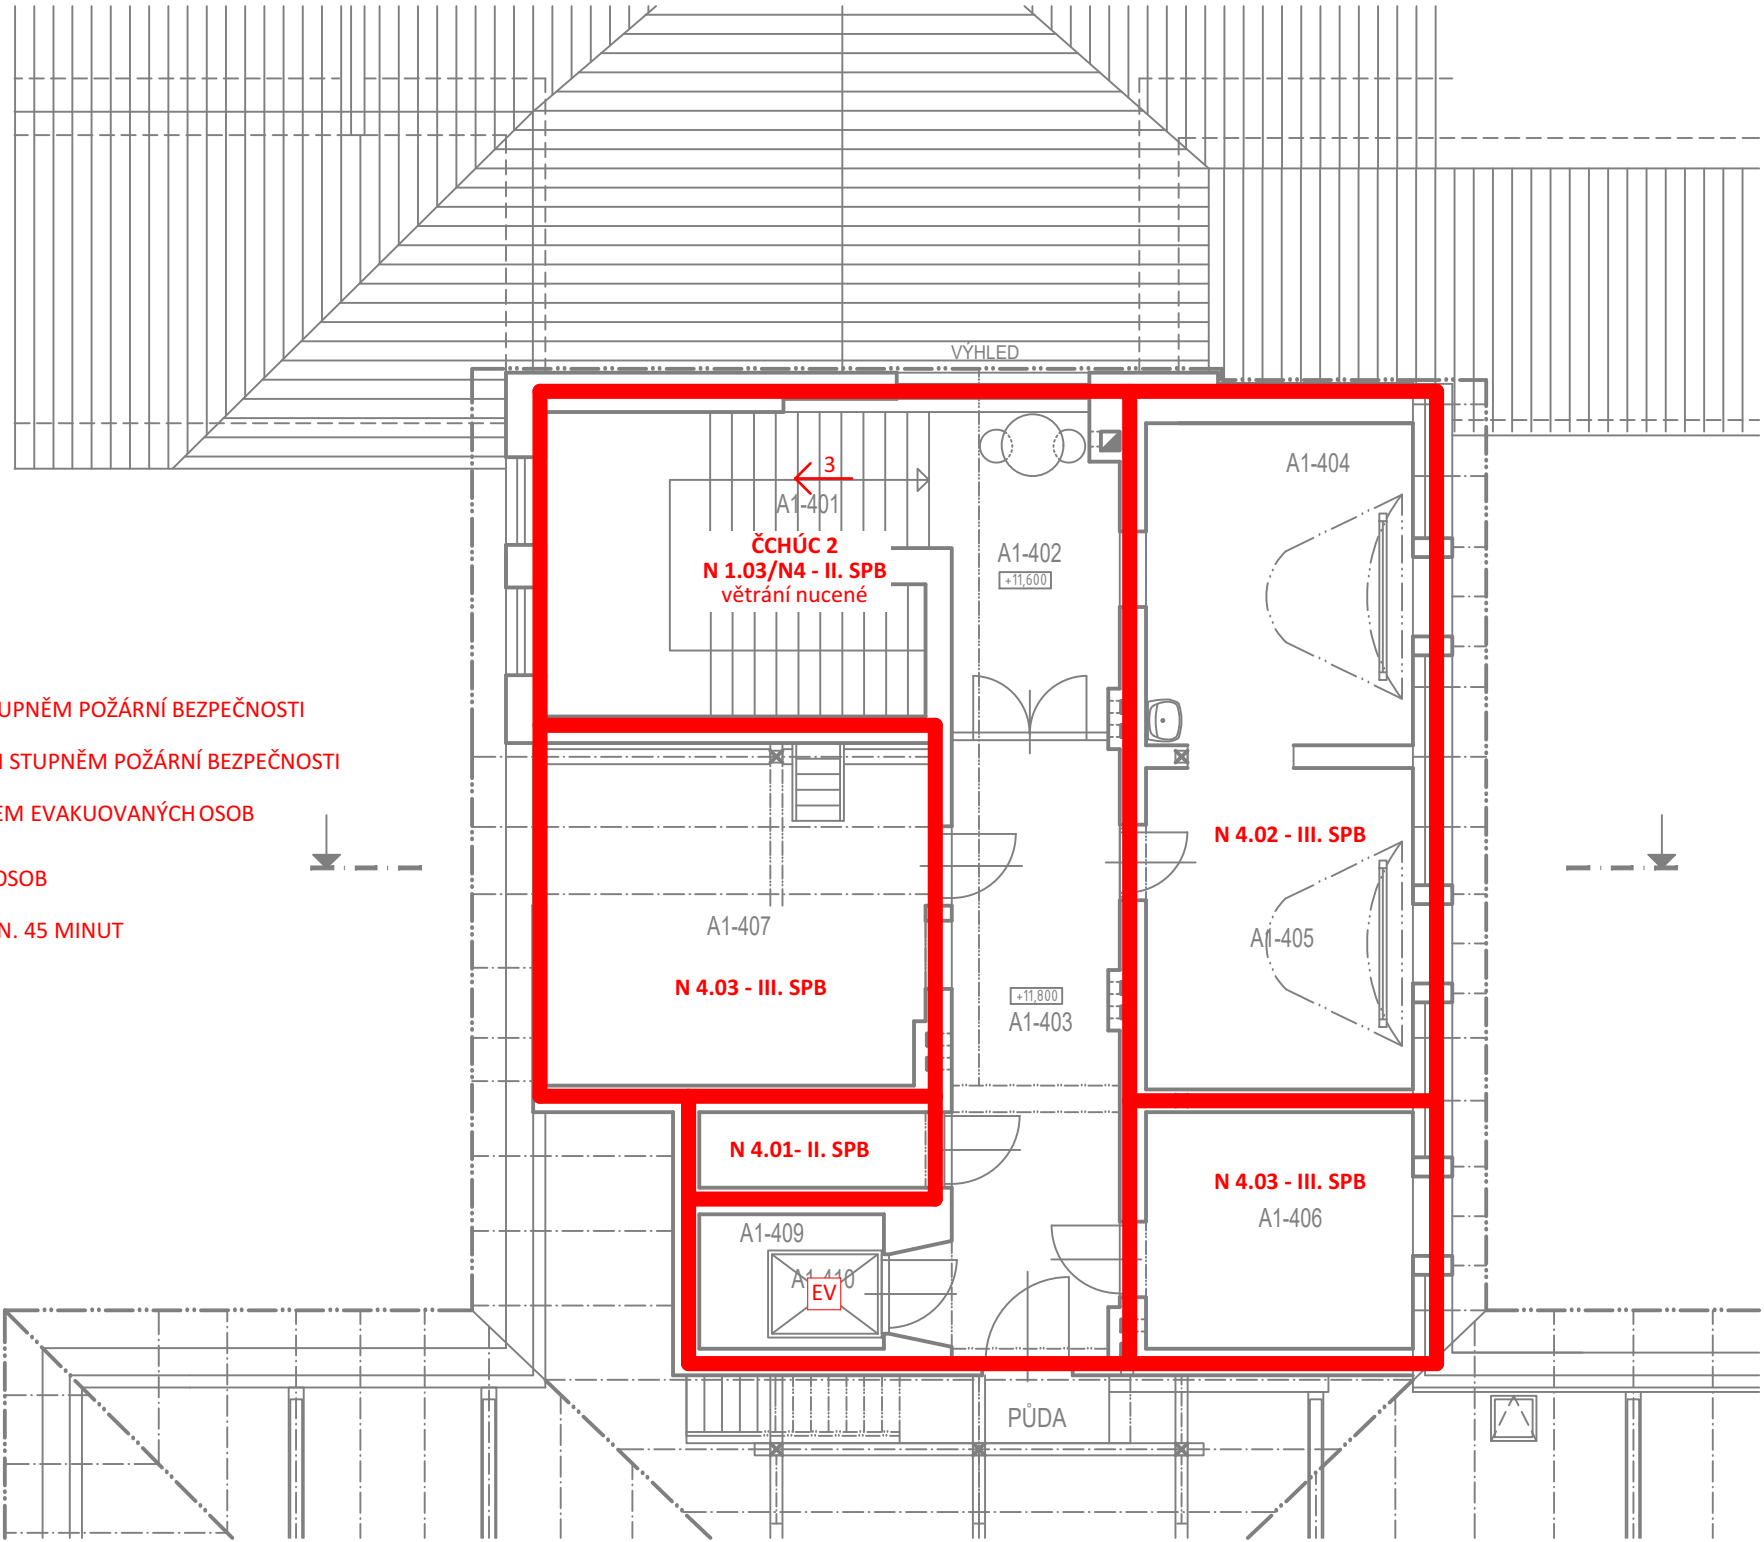 VÝHLED
A1-404
3
A1-401
ČCHÚC 2
N 1.03/N4 - II. SPB
větrání nucené
A1-402
+11,600
UPNĚM POŽÁRNÍ BEZPEČNOSTI
STUPNĚM POŽÁRNÍ BEZPEČNOSTI
EM EVAKUOVANÝCH OSOB
OSOB
N. 45 MINUT
N 4.02 - III. SPB
A1-407
A1-405
N 4.03 - III. SPB
+11,800
A1-403
N 4.01- II. SPB
N 4.03 - III. SPB
A1-406
A1-409
A1-410
EV
PŮDA